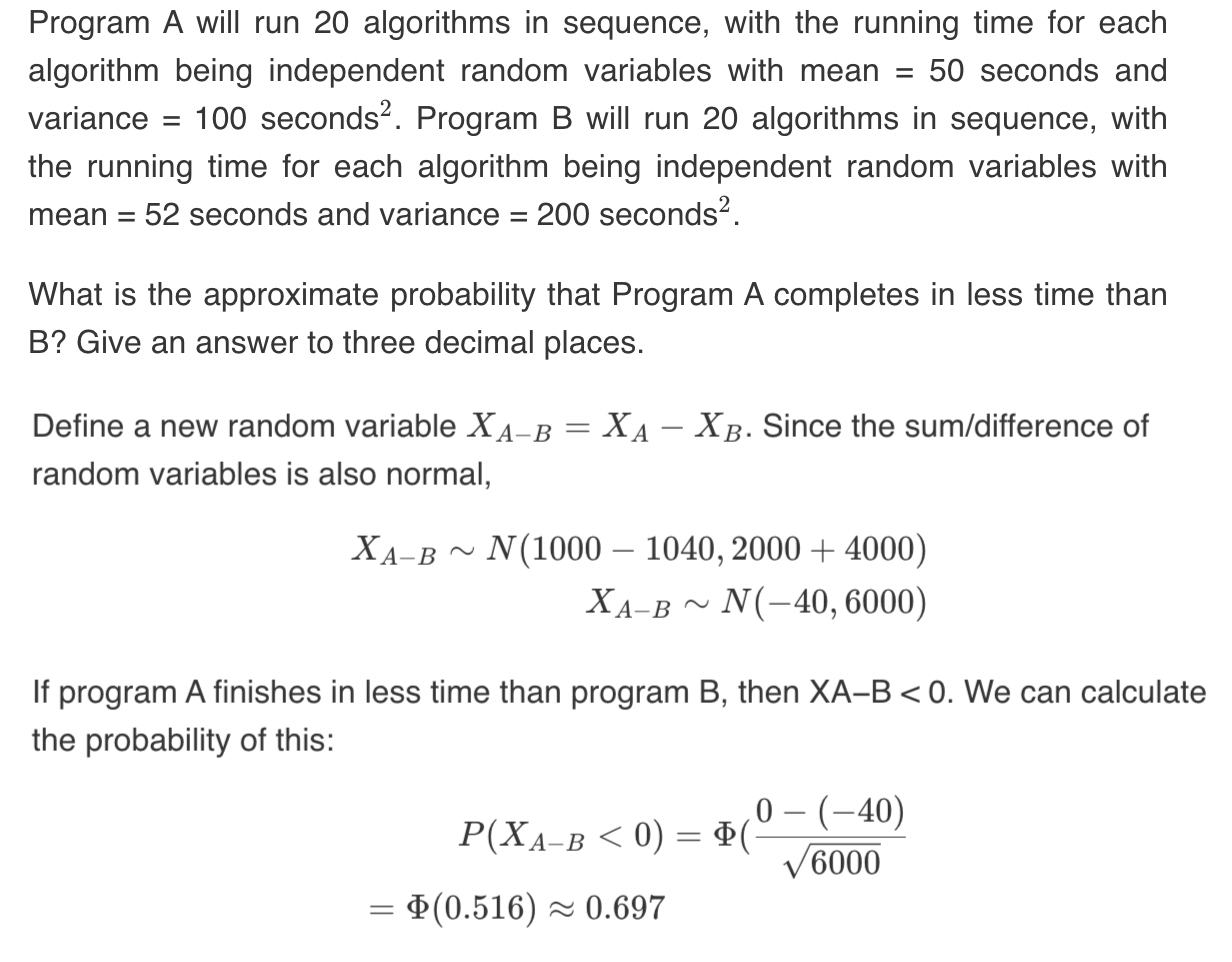 Program A will run 20 algorithms in sequence, with the running time for each
algorithm being independent random variables with mean = 50 seconds and
variance = 100 seconds². Program B will run 20 algorithms in sequence, with
the running time for each algorithm being independent random variables with
mean = 52 seconds and variance = 200 seconds².
What is the approximate probability that Program A completes in less time than
B? Give an answer to three decimal places.
Define a new random variable $X_{A-B} = X_A - X_B$. Since the sum/difference of
random variables is also normal,
$X_{A-B} \sim N(1000 - 1040, 2000 + 4000)$
$X_{A-B} \sim N(-40, 6000)$
If program A finishes in less time than program B, then XA−B < 0. We can calculate
the probability of this:
$P(X_{A-B} < 0) = \Phi(\frac{0 - (-40)}{\sqrt{6000}}$
$= \Phi(0.516) \approx 0.697$